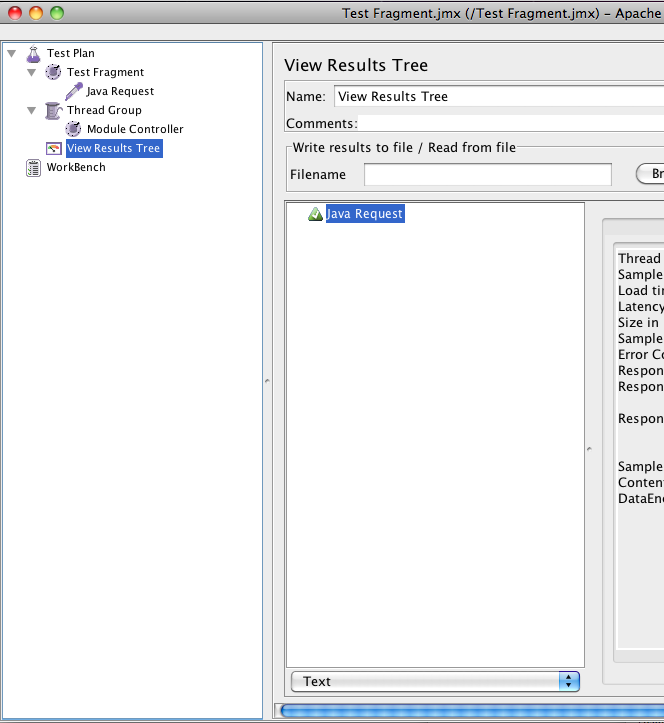 Test Fragment.jmx (/Test Fragment.jmx) – Apache
Test Plan
Test Fragment
Java Request
Thread Group
Module Controller
View Results Tree
WorkBench
View Results Tree
Name: View Results Tree
Comments:
Write results to file / Read from file
Filename
Br
Java Request
Thread
Sample
Load ti
Latency
Size in
Sample
Error Co
Respon
Respon
Respon
Sample
Content
DataEn
Text